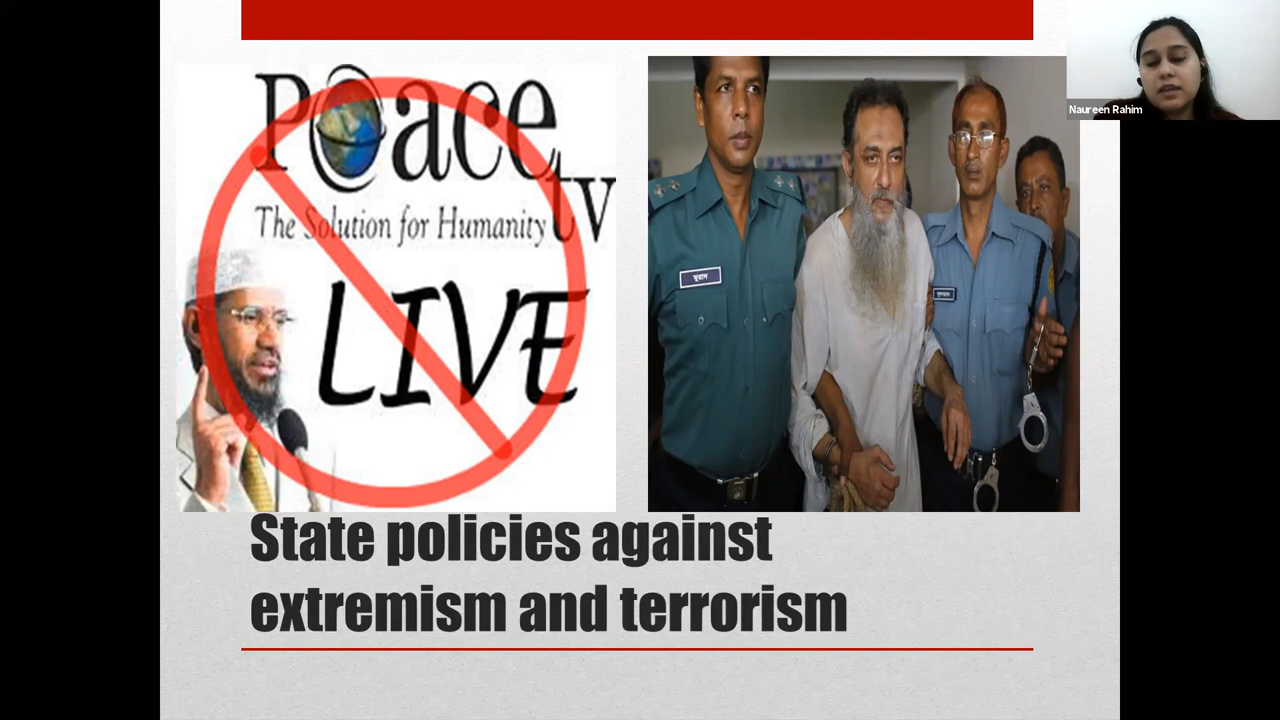 Peace
tv
The Solution for Humanity
LIVE
মুরাদ
Naureen Rahim
State policies against
extremism and terrorism